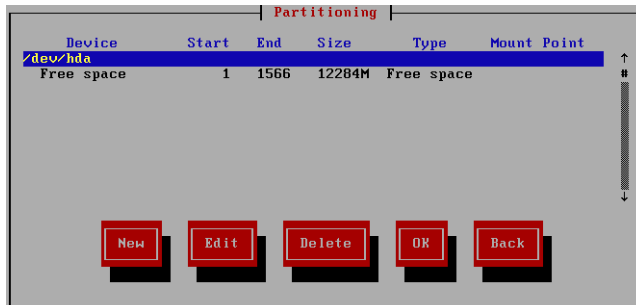 Partitioning
Device Start End Size Type Mount Point
/dev/hda
Free space 1 1566 12284M Free space
#
New Edit Delete OK Back